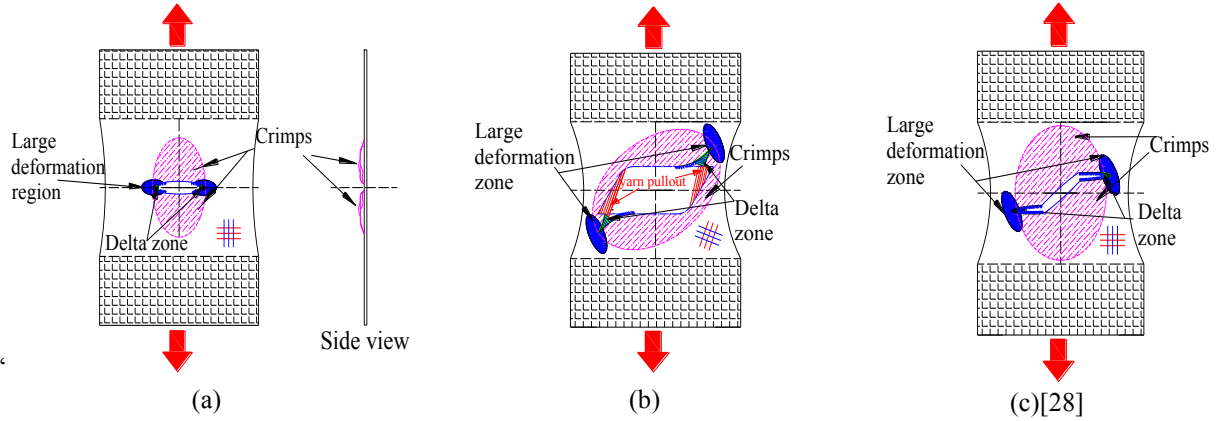 Large
deformation
region
Crimps
Delta zone
Side view
‘
(a)
Large
deformation
zone
Crimps
yarn pullout
Delta
zone
(b)
Large
deformation
zone
Crimps
Delta
zone
(c)[28]